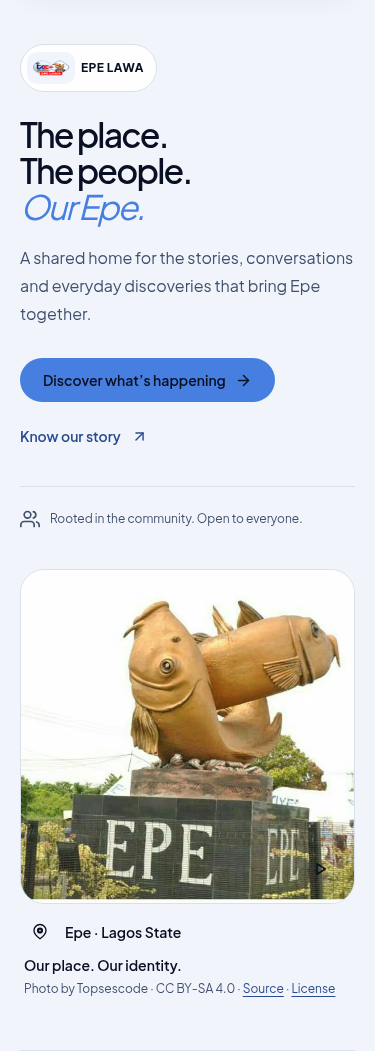 EPE LAWA
The place.
The people.
Our Epe.
A shared home for the stories, conversations
and everyday discoveries that bring Epe
together.
Discover what's happening
Know our story
Rooted in the community. Open to everyone.
EPE
EPE
Epe · Lagos State
Our place. Our identity.
Photo by Topsescode · CC BY-SA 4.0 · Source · License